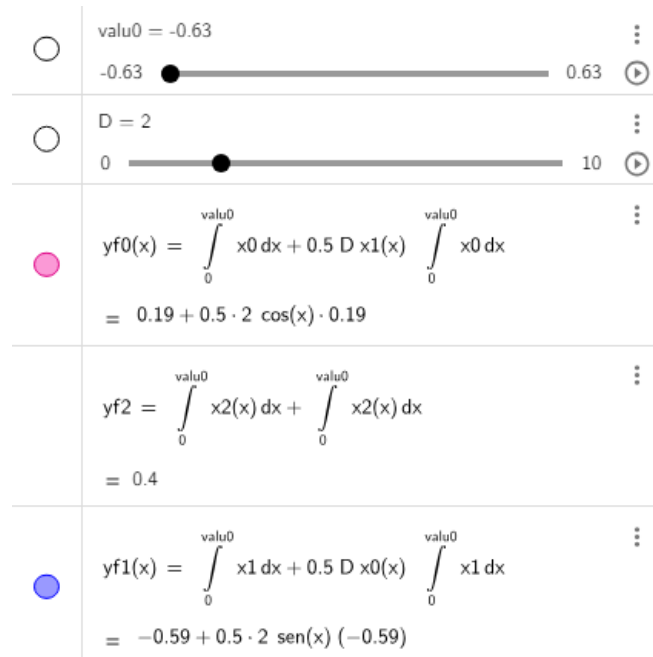 valu0 = -0.63
-0.63 0.63
D = 2
0 10
yf0(x) = ∫₀^valu0 x0 dx + 0.5 D x1(x) ∫₀^valu0 x0 dx
= 0.19 + 0.5 · 2 cos(x) · 0.19
yf2 = ∫₀^valu0 x2(x) dx + ∫₀^valu0 x2(x) dx
= 0.4
yf1(x) = ∫₀^valu0 x1 dx + 0.5 D x0(x) ∫₀^valu0 x1 dx
= −0.59 + 0.5 · 2 sen(x) (−0.59)